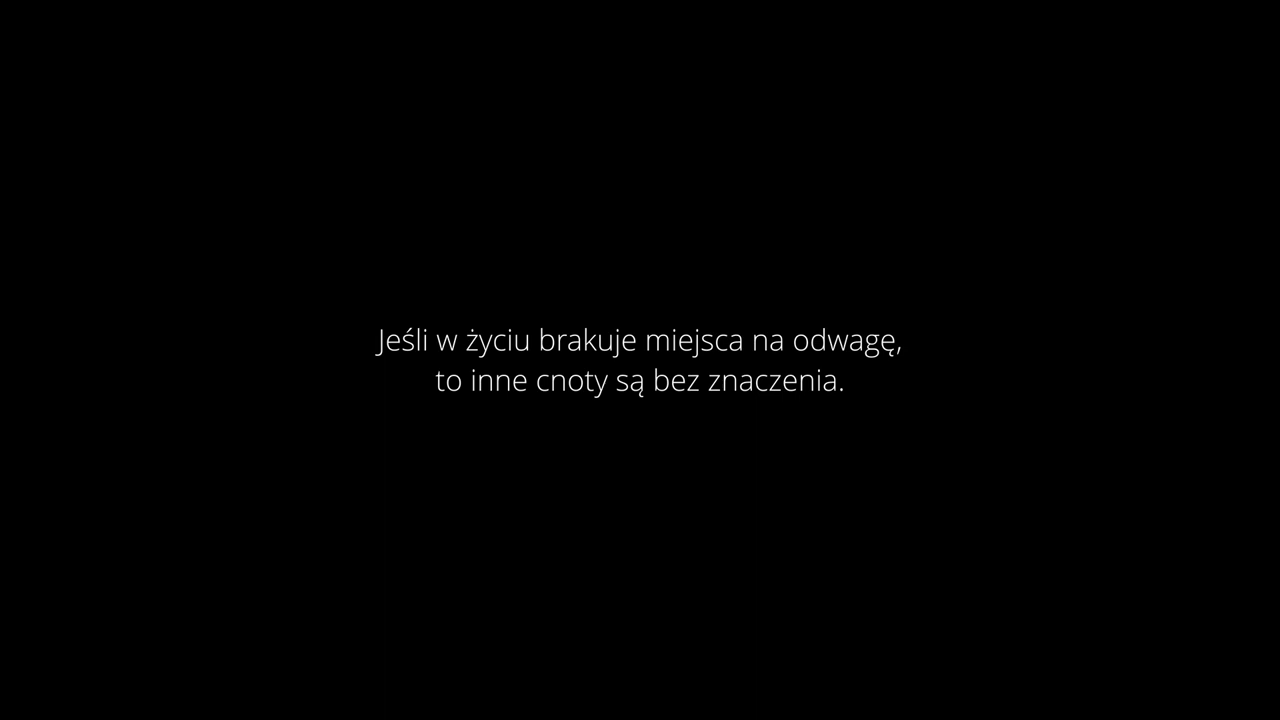 Jeśli w życiu brakuje miejsca na odwagę,
to inne cnoty są bez znaczenia.